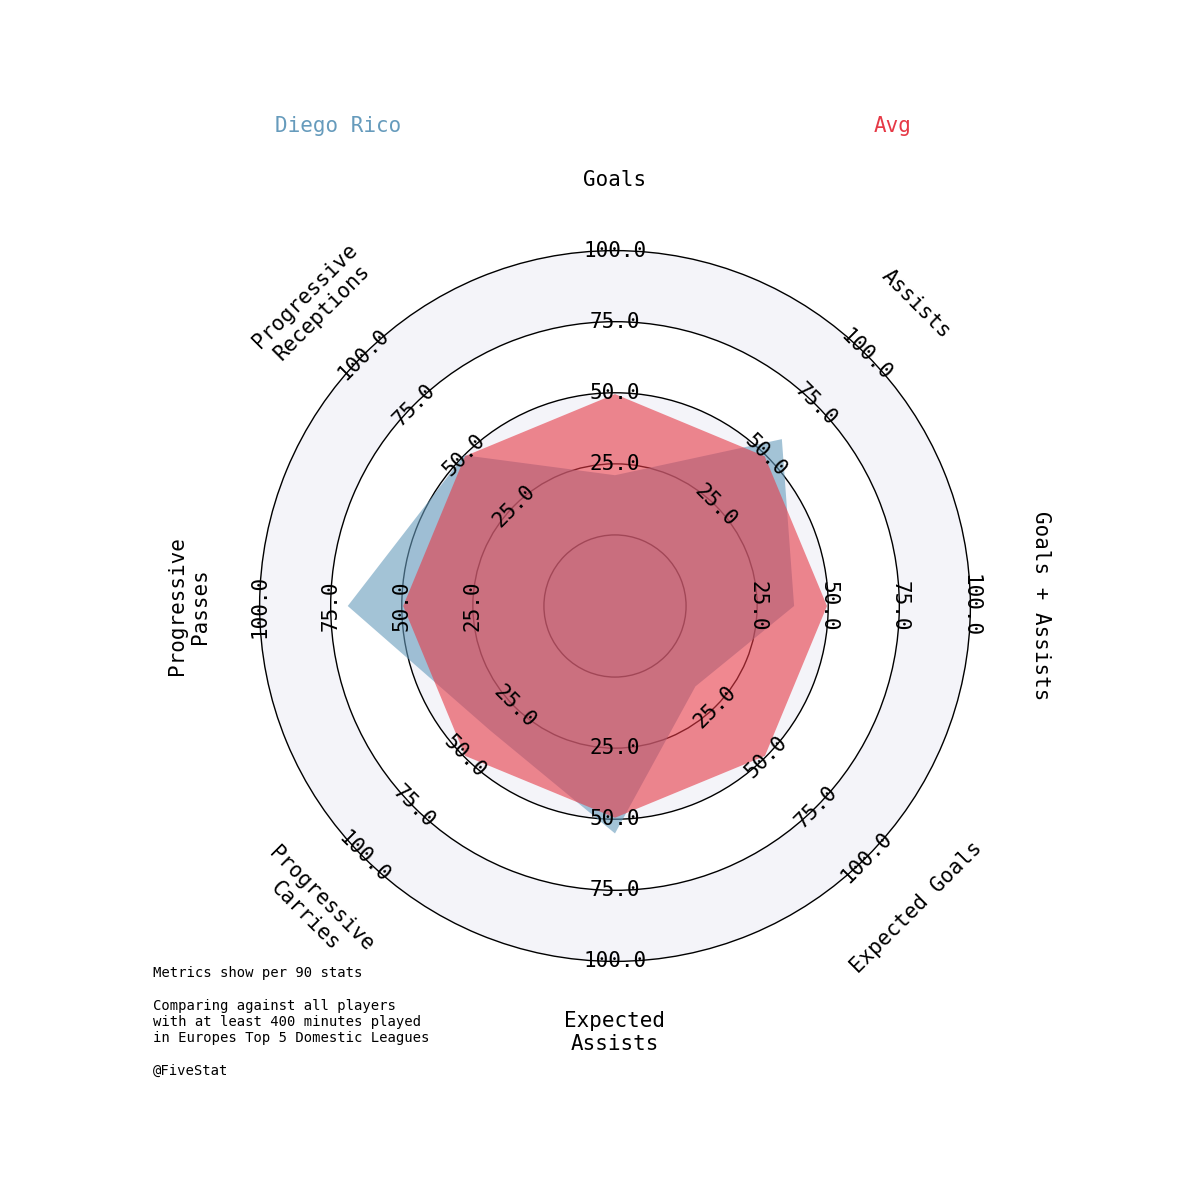 Diego Rico
Avg
Goals
Assists
Goals + Assists
Expected Goals
Expected
Assists
Progressive
Carries
Progressive
Passes
Progressive
Receptions
25.0
50.0
75.0
100.0
25.0
50.0
75.0
100.0
25.0
50.0
75.0
100.0
25.0
50.0
75.0
100.0
25.0
50.0
75.0
100.0
25.0
50.0
75.0
100.0
25.0
50.0
75.0
100.0
25.0
50.0
75.0
100.0
Metrics show per 90 stats
Comparing against all players
with at least 400 minutes played
in Europes Top 5 Domestic Leagues
@FiveStat